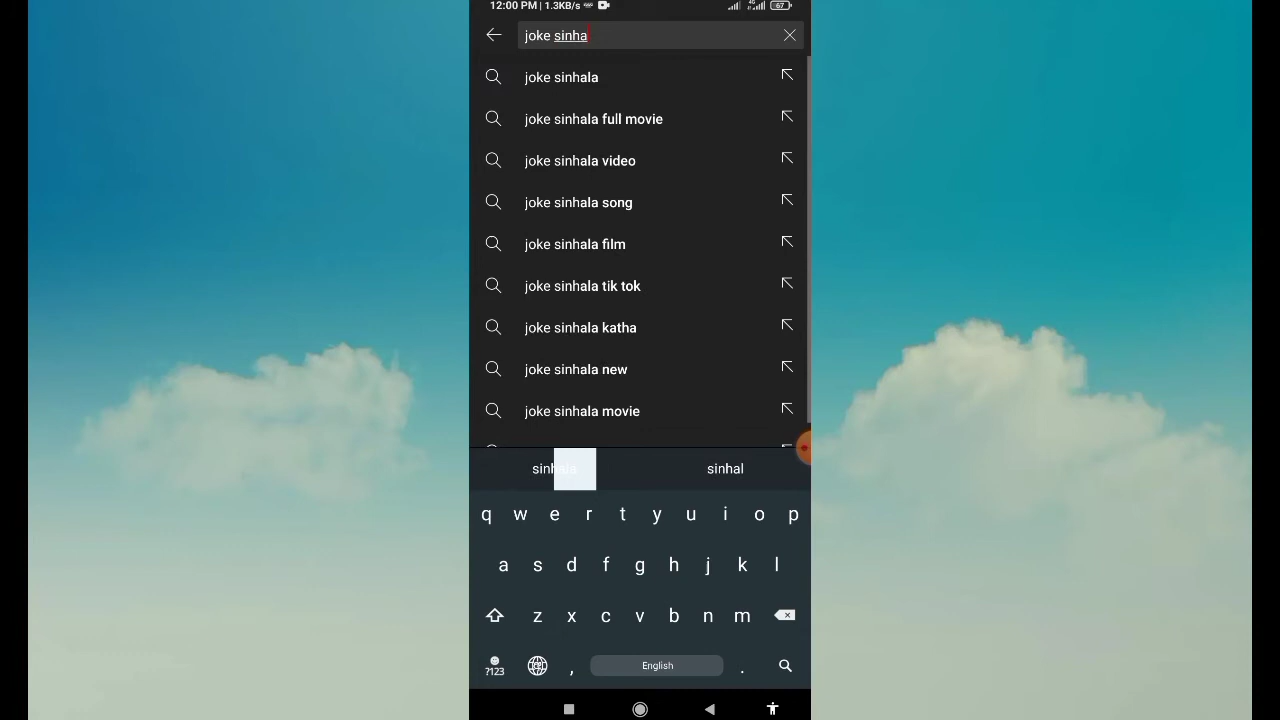 12:00 PM | 1.3KB/s
4G
67
joke sinha
joke sinhala
joke sinhala full movie
joke sinhala video
joke sinhala song
joke sinhala film
joke sinhala tik tok
joke sinhala katha
joke sinhala new
joke sinhala movie
sinhala sinhal
q w e r t y u i o p
a s d f g h j k l
z x c v b n m
?123 , English .